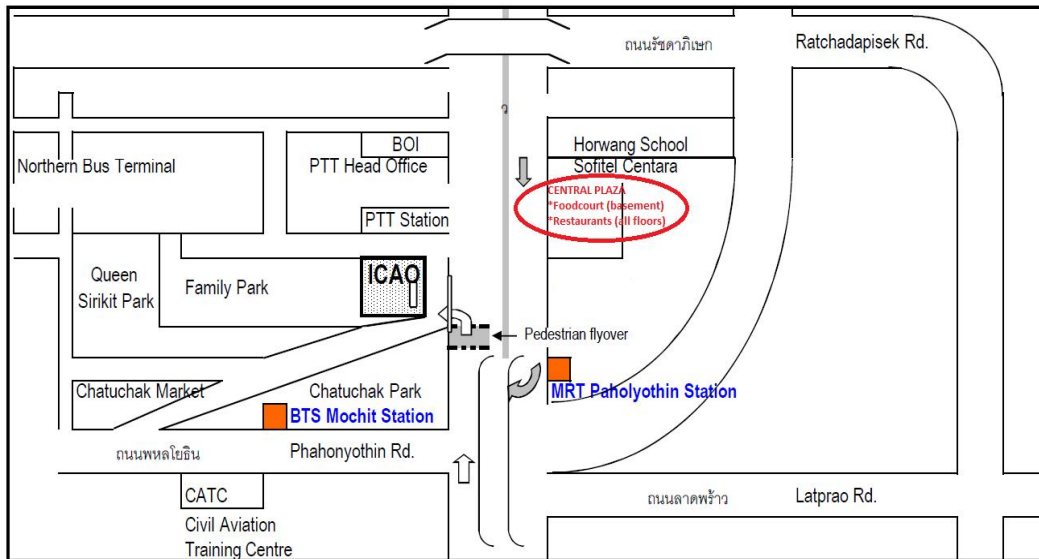 ถนนรัชดาภิเษก
Ratchadapisek Rd.
ว
BOI
Horwang School
Northern Bus Terminal
PTT Head Office
Sofitel Centara
CENTRAL PLAZA
*Foodcourt (basement)
*Restaurants (all floors)
PTT Station
ICAO
Queen
Sirikit Park
Family Park
Pedestrian flyover
Chatuchak Market
Chatuchak Park
MRT Paholyothin Station
BTS Mochit Station
ถนนพหลโยธิน
Phahonyothin Rd.
CATC
ถนนลาดพร้าว
Latprao Rd.
Civil Aviation
Training Centre